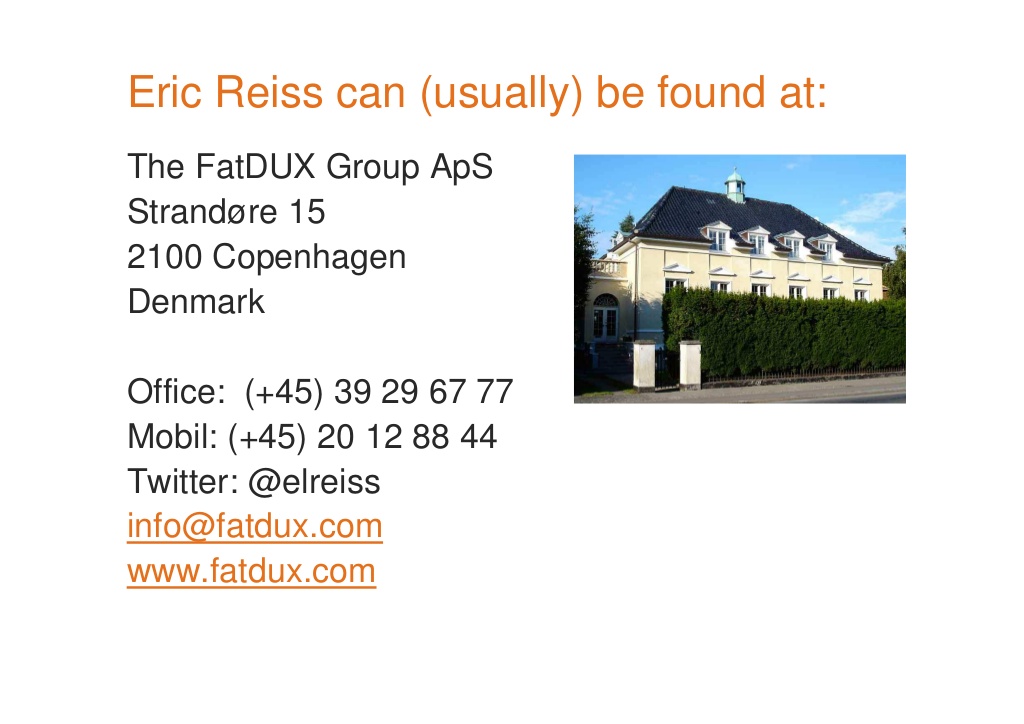 Eric Reiss can (usually) be found at:
The FatDUX Group ApS
Strandøre 15
2100 Copenhagen
Denmark
Office:  (+45) 39 29 67 77
Mobil: (+45) 20 12 88 44
Twitter: @elreiss
info@fatdux.com
www.fatdux.com